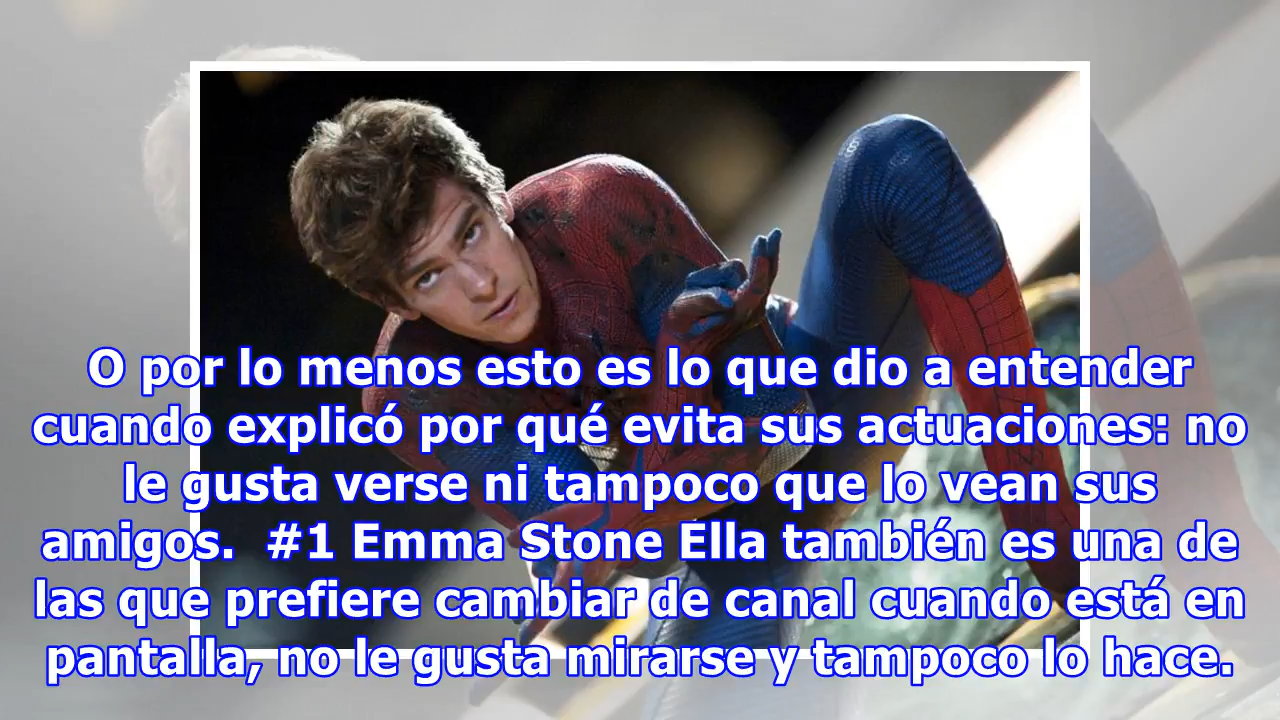 O por lo menos esto es lo que dio a entender
cuando explicó por qué evita sus actuaciones: no
le gusta verse ni tampoco que lo vean sus
amigos.  #1 Emma Stone Ella también es una de
las que prefiere cambiar de canal cuando está en
pantalla, no le gusta mirarse y tampoco lo hace.